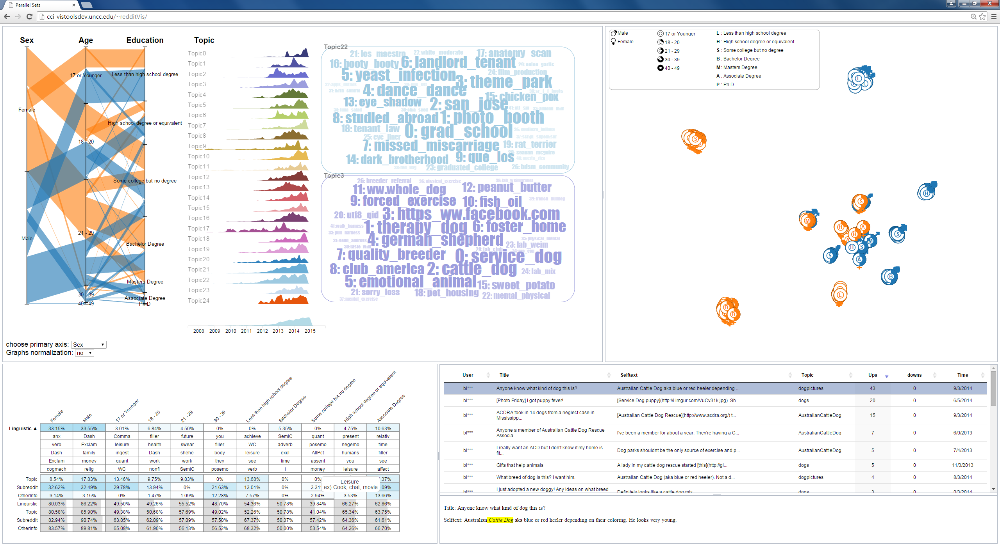 Parallel Sets
cci-vistoolsdev.uncc.edu/~redditVis/
Sex Age Education Topic
Female
Male
17 or Younger
18 - 20
21 - 29
30 - 39
40 - 49
Less than high school degree
High school degree or equivalent
Some college but no degree
Bachelor Degree
Masters Degree
Associate Degree
Ph.D
Topic0
Topic1
Topic2
Topic3
Topic4
Topic5
Topic6
Topic7
Topic8
Topic9
Topic10
Topic11
Topic12
Topic13
Topic14
Topic15
Topic16
Topic17
Topic18
Topic19
Topic20
Topic21
Topic22
Topic23
Topic24
2008 2009 2010 2011 2012 2013 2014 2015
choose primary axis: Sex
Graphs normalization: no
Topic22
21: los_maestro 27: white_moderate 17: anatomy_scan
16: booty_booty 6: landlord_tenant 29: onion_garlic
5: yeast_infection 24: film_production
3: theme_park
4: dance_dance
31: birth_control
15: chicken_pox
13: eye_shadow 2: san_jose
30: chia_seed
8: studied_abroad 1: photo_booth
18: tenant_law 0: grad_school 36: southern_indiana
25: eye_liner 37: script_supervisor
7: missed_miscarriage 19: rat_terrier
28: seanan_mcguire
14: dark_brotherhood 9: que_los 40: puerto_rico
38: red_flag 23: graduated_college 26: bdsm_community
Topic3
26: breeder_referral 36: physical_exercise 38: lab_weimaraner
11: ww.whole_dog 12: peanut_butter
9: forced_exercise 10: fish_oil 39: french_bulldog
20: utf8_qid 3: https_ww.facebook.com
41: walk_harness 1: therapy_dog 6: foster_home
33: pull_harness
31: send_address 4: german_shepherd 35: physical_mental
30: taste_wild 29: lab_club 23: lab_weim
7: quality_breeder 0: service_dog
8: club_america 2: cattle_dog 24: lab_mix
5: emotional_animal 15: sweet_potato
21: sorry_loss 18: pet_housing 22: mental_physical
37: mental_exercise
Male 17 or Younger L : Less than high school degree
Female 18 - 20 H : High school degree or equivalent
21 - 29 S : Some college but no degree
30 - 39 B : Bachelor Degree
40 - 49 M : Masters Degree
A : Associate Degree
P : Ph.D
L
L
S
H
S
M
H
A
H
A
M
S
H
S
S
A
B
L
B
B
Female Male 17 or Younger 18 - 20 21 - 29 30 - 39 Less than high school degree Bachelor Degree Some college but no degree High school degree or equivalent Associate Degree
Linguistic ▲ 33.15% 33.55% 3.01% 6.84% 4.50% 0% 0% 5.35% 0% 4.75% 10.63%
anx Dash Comma filler future you achieve SemiC quant present relativ
verb Exclam leisure health swear filler WC adverb posemo negemo time
Dash family ingest Dash shehe body leisure excl AllPct humans filler
Exclam money quant work work they see time assent you see
cogmech relig WC nonfl SemiC posemo verb i money leisure affect
Topic 8.54% 17.83% 13.46% 9.75% 9.83% 0% 13.68% 0% 0% .37%
Subreddit 32.62% 32.49% 29.78% 13.94% 0% 21.63% 13.01% 0% 3.31 .09%
OtherInfo 9.14% 3.15% 0% 1.47% 1.09% 12.28% 7.57% 0% 2.94% 3.53% 13.66%
Leisure
ex) Cook, chat, movie
Linguistic 80.03% 86.22% 49.50% 49.26% 55.52% 48.70% 54.36% 50.78% 39.84% 66.27% 62.86%
Topic 80.58% 85.90% 49.38% 50.68% 57.69% 49.02% 52.26% 50.78% 41.04% 65.34% 63.75%
Subreddit 82.94% 90.74% 63.85% 62.09% 57.09% 57.50% 67.37% 50.37% 57.42% 64.36% 61.61%
OtherInfo 83.57% 89.81% 65.08% 61.96% 56.13% 56.52% 68.32% 50.00% 53.54% 64.26% 66.70%
User Title Selftext Topic Ups downs Time
bl*** Anyone know what kind of dog this is? Australian Cattle Dog aka blue or red heeler depending ... dogpictures 43 0 9/3/2014
bl*** [Photo Friday] I got puppy fever! [Service Dog puppy](http://i.imgur.com/VuCv31k.jpg). Sh... dogs 20 0 6/5/2014
bl*** ACDRA took in 14 dogs from a neglect case in Mississipp... [Australian Cattle Dog Rescue](http://www.acdra.org/) t... AustralianCattleDog 15 0 9/3/2014
bl*** Anyone a member of Australian Cattle Dog Rescue Associa... I've been a member for about a year. They're having a C... AustralianCattleDog 7 0 6/0/2013
bl*** I really want an ACD but I don't know if my home is fit... Dog parks shouldnt be the only source of exercise and p... AustralianCattleDog 5 0 7/4/2013
bl*** Gifts that help animals A lady in my cattle dog rescue started [this](http://gl... dogs 5 0 11/3/2013
bl*** What breed of dog is this? I want him. Australian Cattle Dog (aka blue or red heeler). Not a d... dogpictures 4 0 8/3/2014
bl*** I just adopted a new doggy! Any ideas on what breed Definitely looks like a cattle dog mix dogs 3 0 0/3/2014
Title: Anyone know what kind of dog this is?
Selftext: Australian Cattle Dog aka blue or red heeler depending on their coloring. He looks very young.